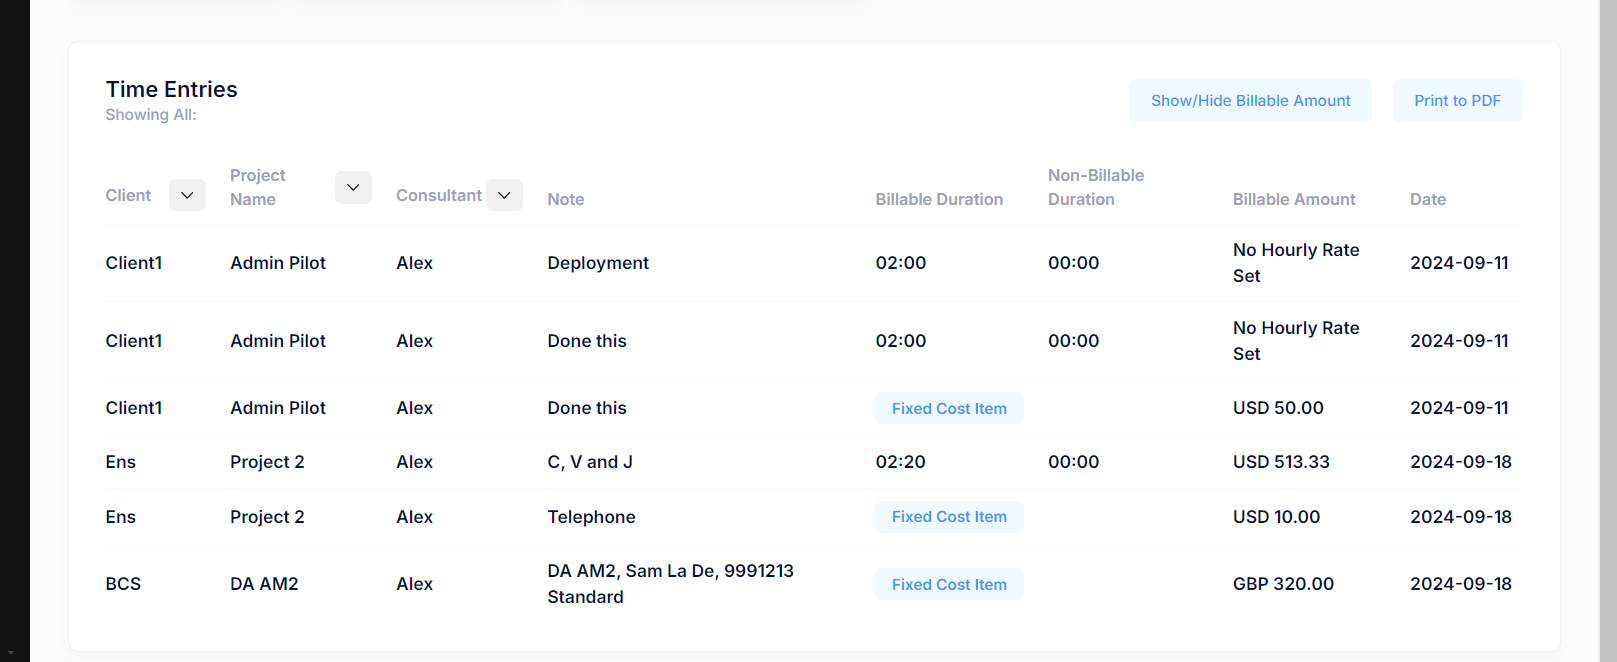 Time Entries
Showing All:
Show/Hide Billable Amount
Print to PDF
Client
Project
Name
Consultant
Note
Billable Duration
Non-Billable
Duration
Billable Amount
Date
Client1 Admin Pilot Alex Deployment 02:00 00:00 No Hourly Rate
Set 2024-09-11
Client1 Admin Pilot Alex Done this 02:00 00:00 No Hourly Rate
Set 2024-09-11
Client1 Admin Pilot Alex Done this Fixed Cost Item USD 50.00 2024-09-11
Ens Project 2 Alex C, V and J 02:20 00:00 USD 513.33 2024-09-18
Ens Project 2 Alex Telephone Fixed Cost Item USD 10.00 2024-09-18
BCS DA AM2 Alex DA AM2, Sam La De, 9991213
Standard Fixed Cost Item GBP 320.00 2024-09-18